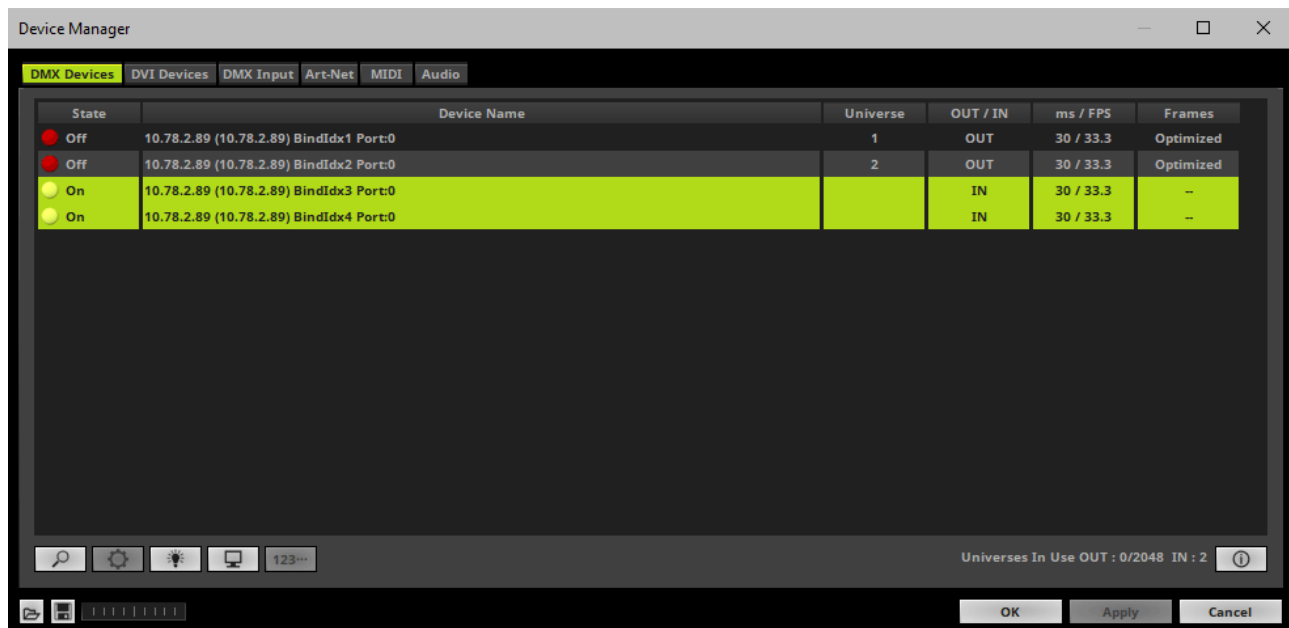 Device Manager
DMX Devices DVI Devices DMX Input Art-Net MIDI Audio
State Device Name Universe OUT / IN ms / FPS Frames
Off 10.78.2.89 (10.78.2.89) BindIdx1 Port:0 1 OUT 30 / 33.3 Optimized
Off 10.78.2.89 (10.78.2.89) BindIdx2 Port:0 2 OUT 30 / 33.3 Optimized
On 10.78.2.89 (10.78.2.89) BindIdx3 Port:0 IN 30 / 33.3 --
On 10.78.2.89 (10.78.2.89) BindIdx4 Port:0 IN 30 / 33.3 --
123... Universes In Use OUT : 0/2048 IN : 2
OK Apply Cancel